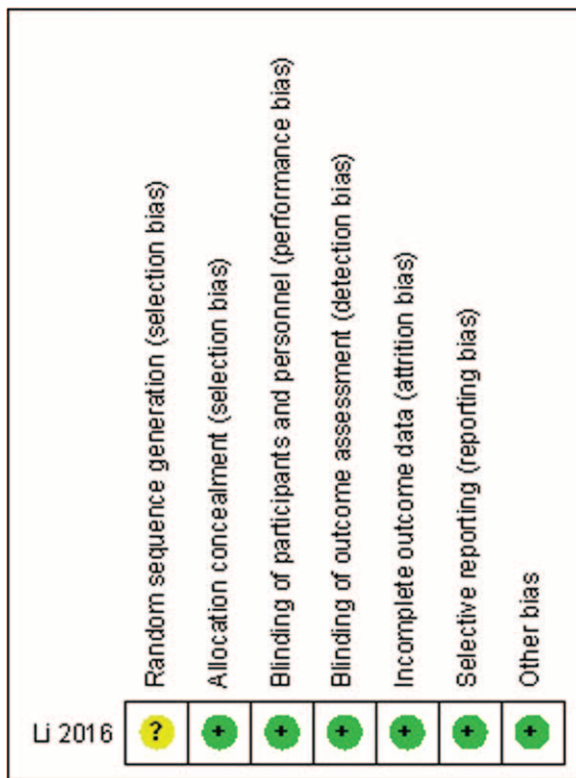 Random sequence generation (selection bias)
Allocation concealment (selection bias)
Blinding of participants and personnel (performance bias)
Blinding of outcome assessment (detection bias)
Incomplete outcome data (attrition bias)
Selective reporting (reporting bias)
Other bias
Li 2016 ? + + + + + +